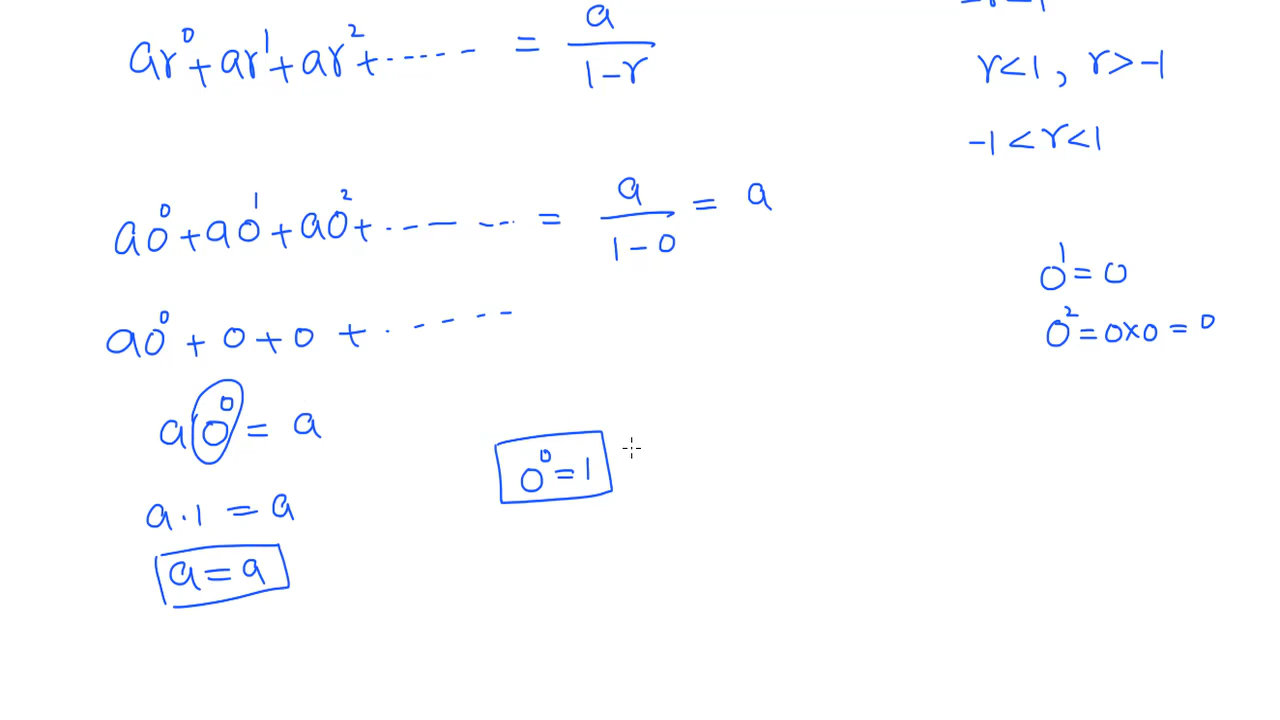 ar⁰ + ar¹ + ar² + ...... = a/(1-r)
r<1, r>-1
-1<r<1
a0⁰ + a0¹ + a0² + ........ = a/(1-0) = a
0¹ = 0
0² = 0×0 = 0
a0⁰ + 0 + 0 + ......
a0⁰ = a
0⁰ = 1
a·1 = a
a = a